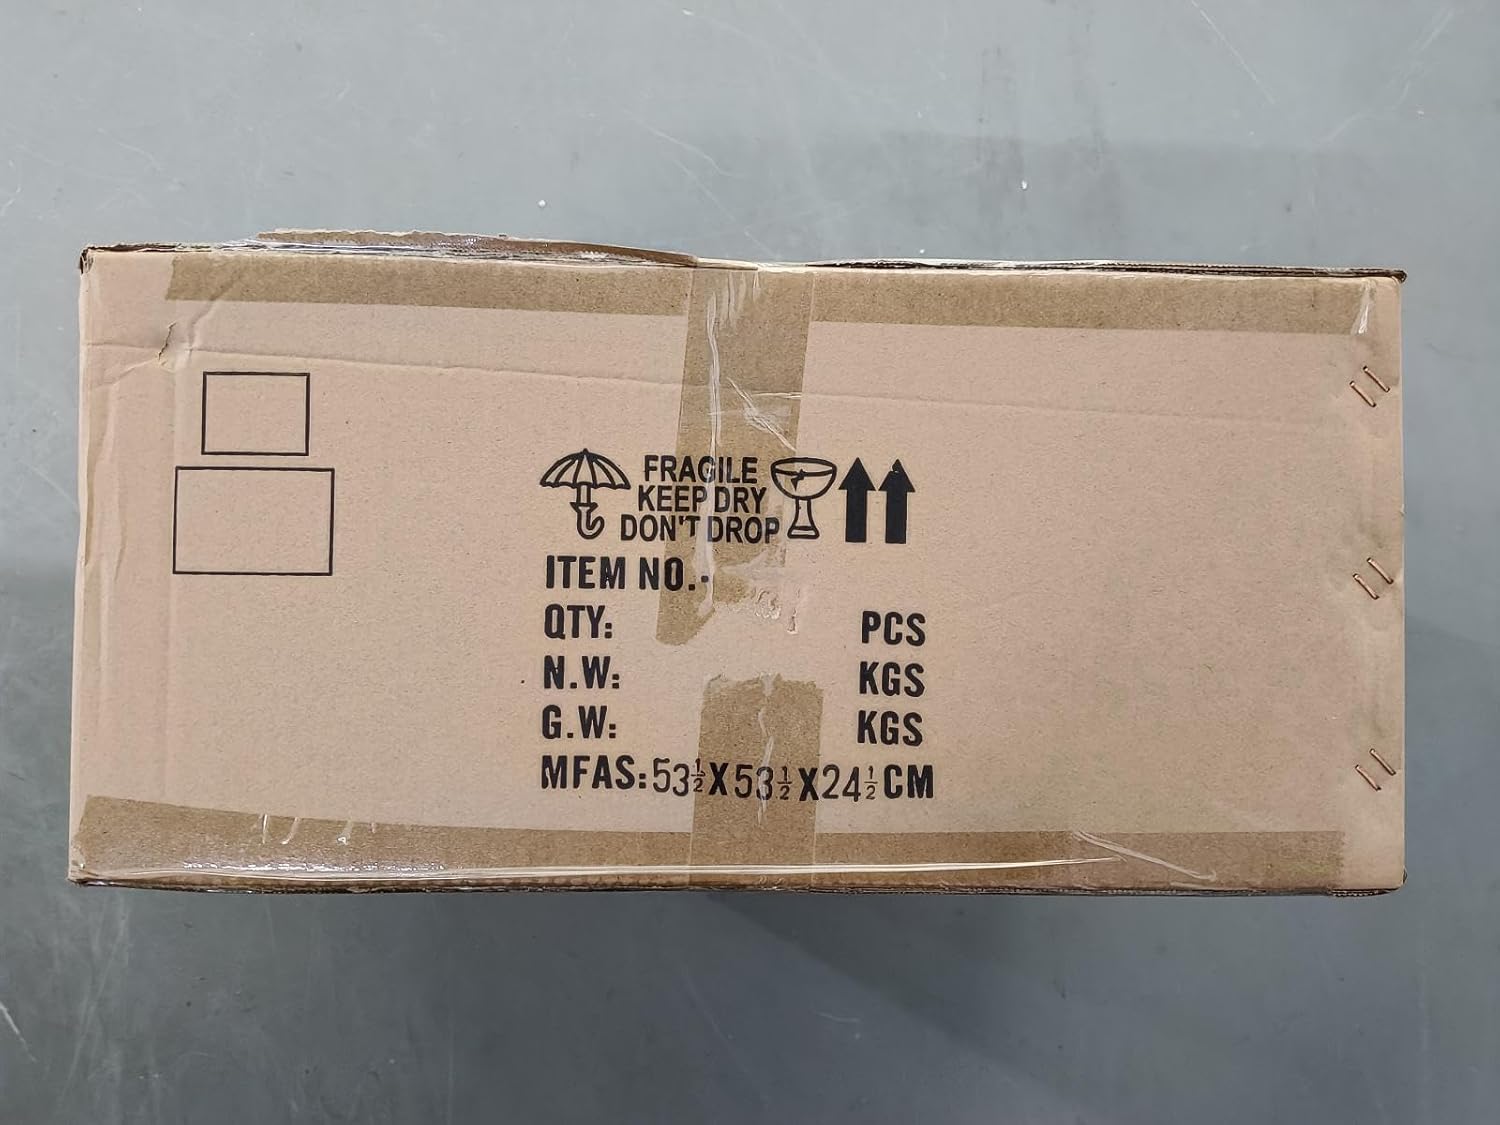 FRAGILE
KEEP DRY
DON'T DROP
ITEM NO.:
QTY: PCS
N.W: KGS
G.W: KGS
MFAS: 53½X53½X24½CM